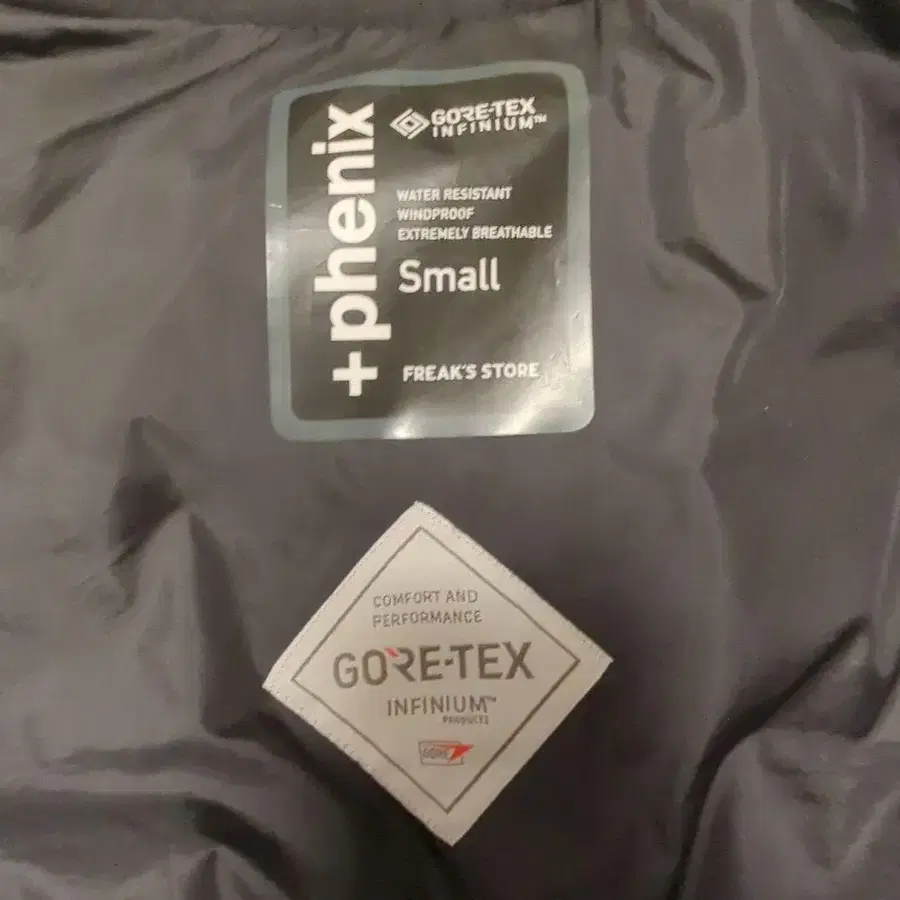 +phenix
GORE-TEX
INFINIUM™
WATER RESISTANT
WINDPROOF
EXTREMELY BREATHABLE
Small
FREAK'S STORE
COMFORT AND
PERFORMANCE
GORE-TEX
INFINIUM™
PRODUCTS
GORE